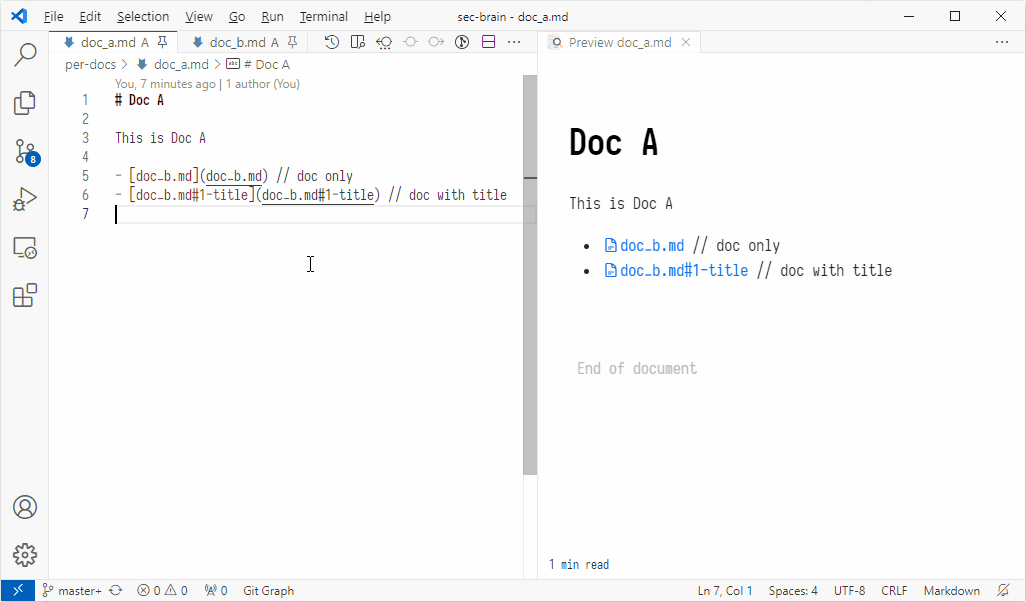 File Edit Selection View Go Run Terminal Help sec-brain - doc_a.md
doc_a.md A doc_b.md A Preview doc_a.md
per-docs > doc_a.md > # Doc A
You, 7 minutes ago | 1 author (You)
1 # Doc A
2
3 This is Doc A
4
5 - [doc_b.md](doc_b.md) // doc only
6 - [doc_b.md#1-title](doc_b.md#1-title) // doc with title
7
Doc A
This is Doc A
• doc_b.md // doc only
• doc_b.md#1-title // doc with title
End of document
1 min read
8
master+ 0 0 0 Git Graph Ln 7, Col 1 Spaces: 4 UTF-8 CRLF Markdown